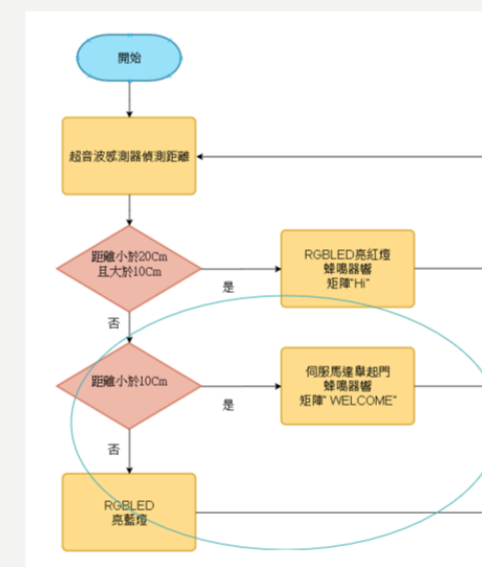 開始
超音波感測器偵測距離
距離小於20Cm
且大於10Cm
是
RGBLED亮紅燈
蜂鳴器響
矩陣"Hi"
否
距離小於10Cm
是
伺服馬達舉起門
蜂鳴器響
矩陣" WELCOME"
否
RGBLED
亮藍燈